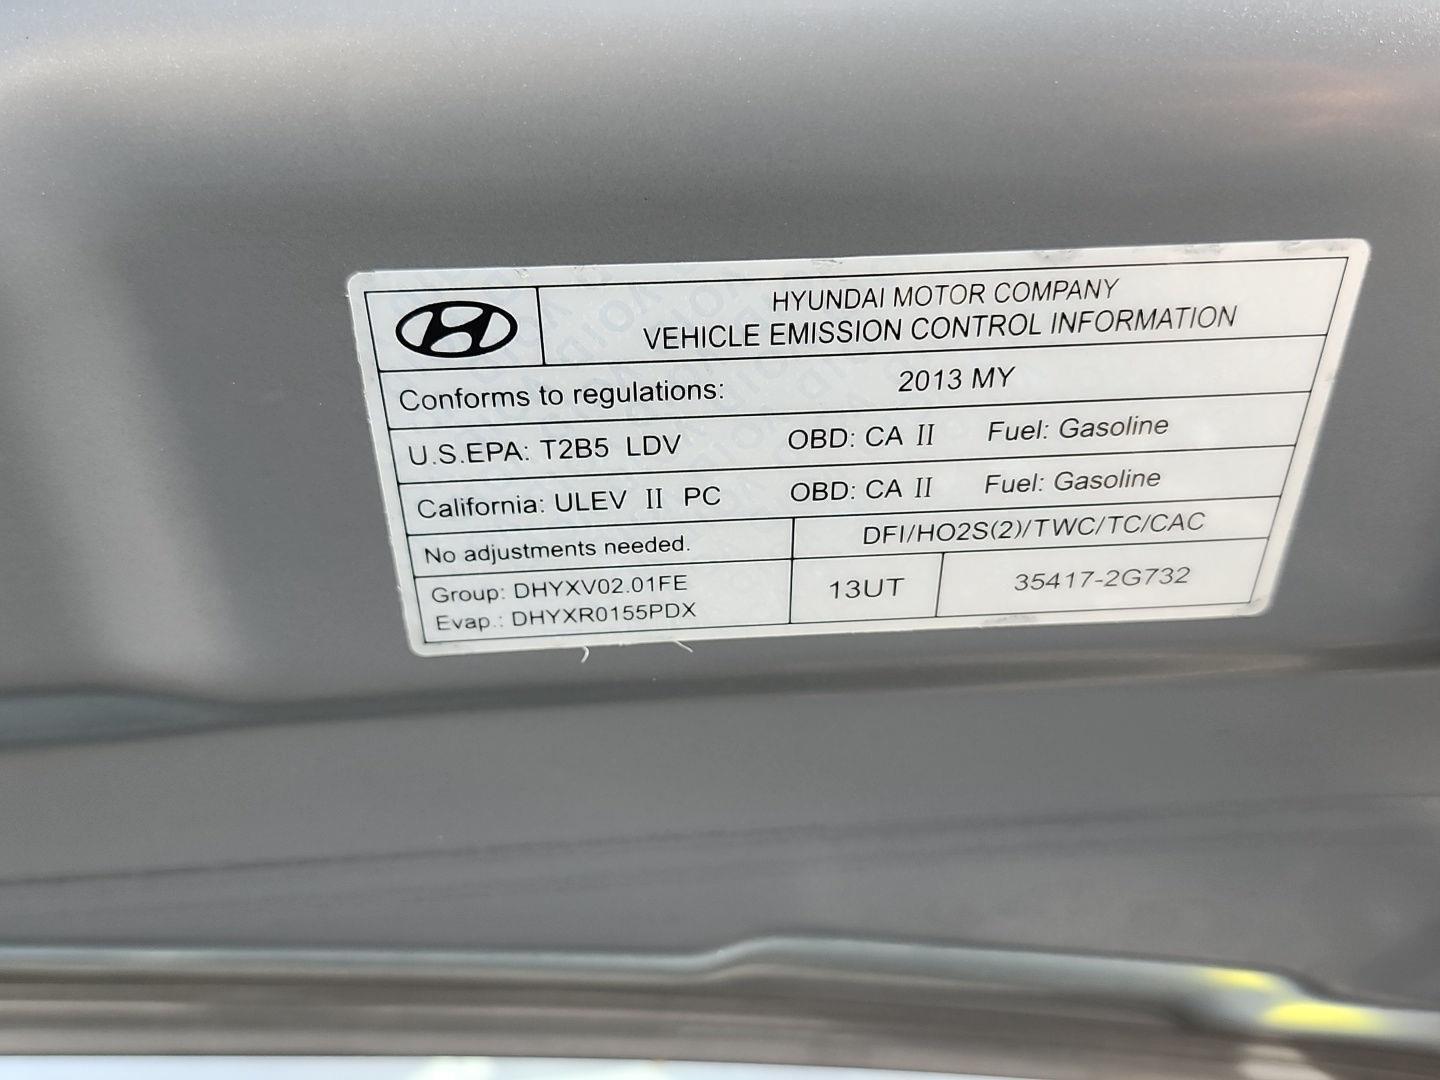 HYUNDAI MOTOR COMPANY
VEHICLE EMISSION CONTROL INFORMATION
Conforms to regulations: 2013 MY
U.S.EPA: T2B5 LDV OBD: CA II Fuel: Gasoline
California: ULEV II PC OBD: CA II Fuel: Gasoline
No adjustments needed. DFI/HO2S(2)/TWC/TC/CAC
Group: DHYXV02.01FE
Evap.: DHYXR0155PDX
13UT 35417-2G732